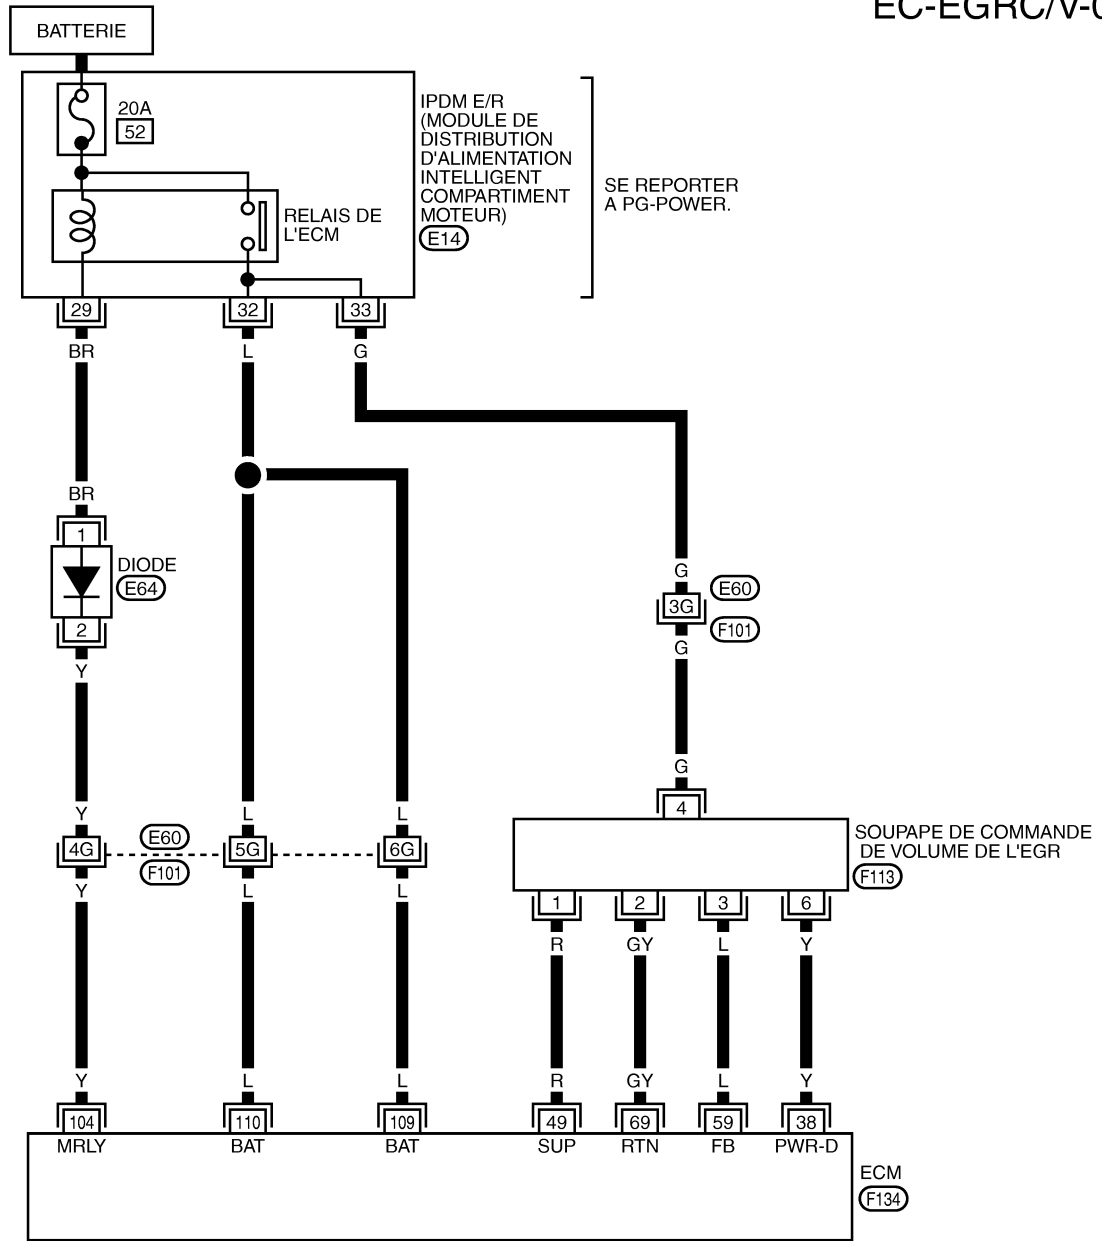 EC-EGRC/V-0
BATTERIE
20A
52
IPDM E/R
(MODULE DE
DISTRIBUTION
D'ALIMENTATION
INTELLIGENT
COMPARTIMENT
MOTEUR)
E14
SE REPORTER
A PG-POWER.
RELAIS DE
L'ECM
29 32 33
BR L G
BR
1
DIODE
E64
2
Y
G
E60
3G
F101
G
G
4
Y L L
4G E60 5G 6G
F101
Y L L
SOUPAPE DE COMMANDE
DE VOLUME DE L'EGR
F113
1 2 3 6
R GY L Y
Y L L R GY L Y
104 110 109 49 69 59 38
MRLY BAT BAT SUP RTN FB PWR-D
ECM
F134